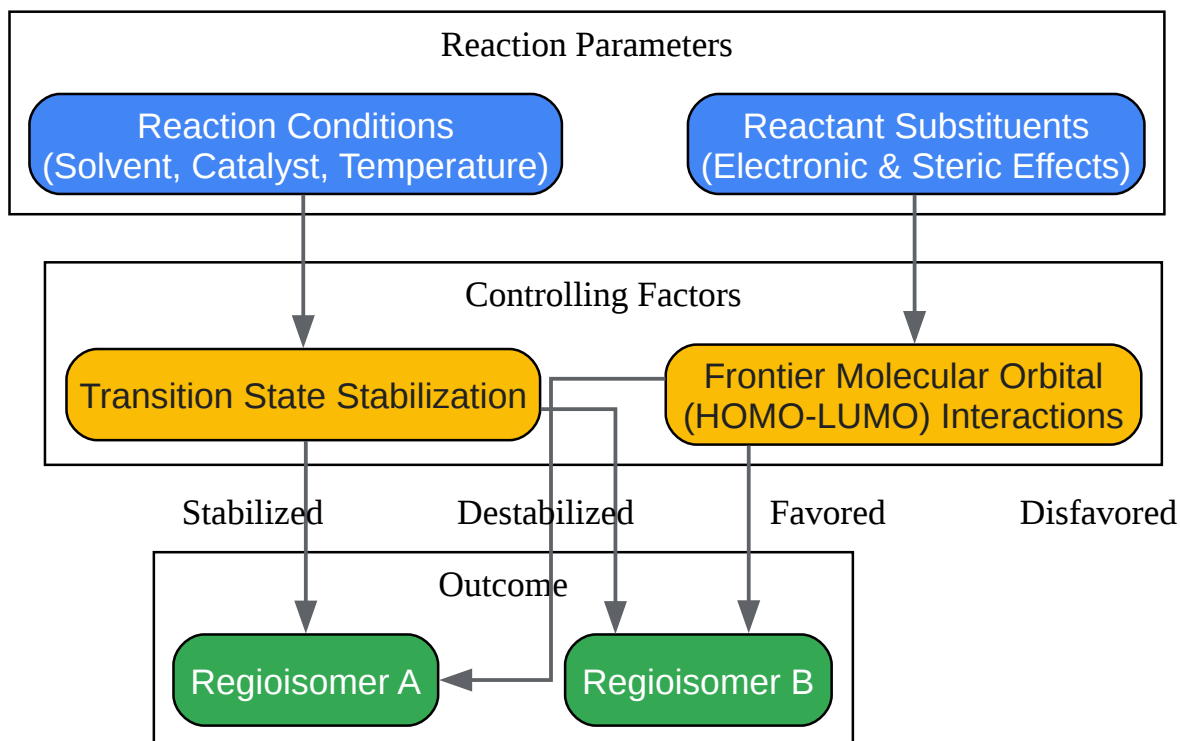 Reaction Parameters
Reaction Conditions
(Solvent, Catalyst, Temperature)
Reactant Substituents
(Electronic & Steric Effects)
Controlling Factors
Transition State Stabilization
Frontier Molecular Orbital
(HOMO-LUMO) Interactions
Stabilized
Destabilized
Favored
Disfavored
Outcome
Regioisomer A
Regioisomer B